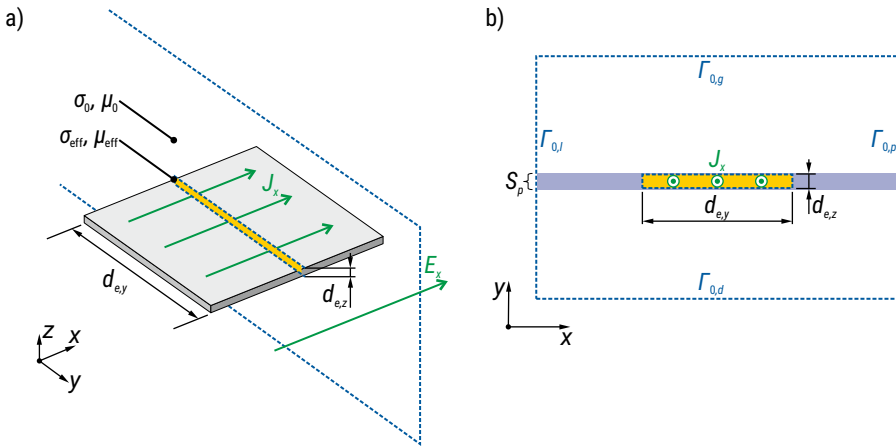 a)
σ₀, μ₀
σeff, μeff
Jₓ
Eₓ
de,y
de,z
z
x
y
b)
Γ0,g
Γ0,l
Γ0,p
Jₓ
Sₚ
de,y
de,z
Γ0,d
y
x